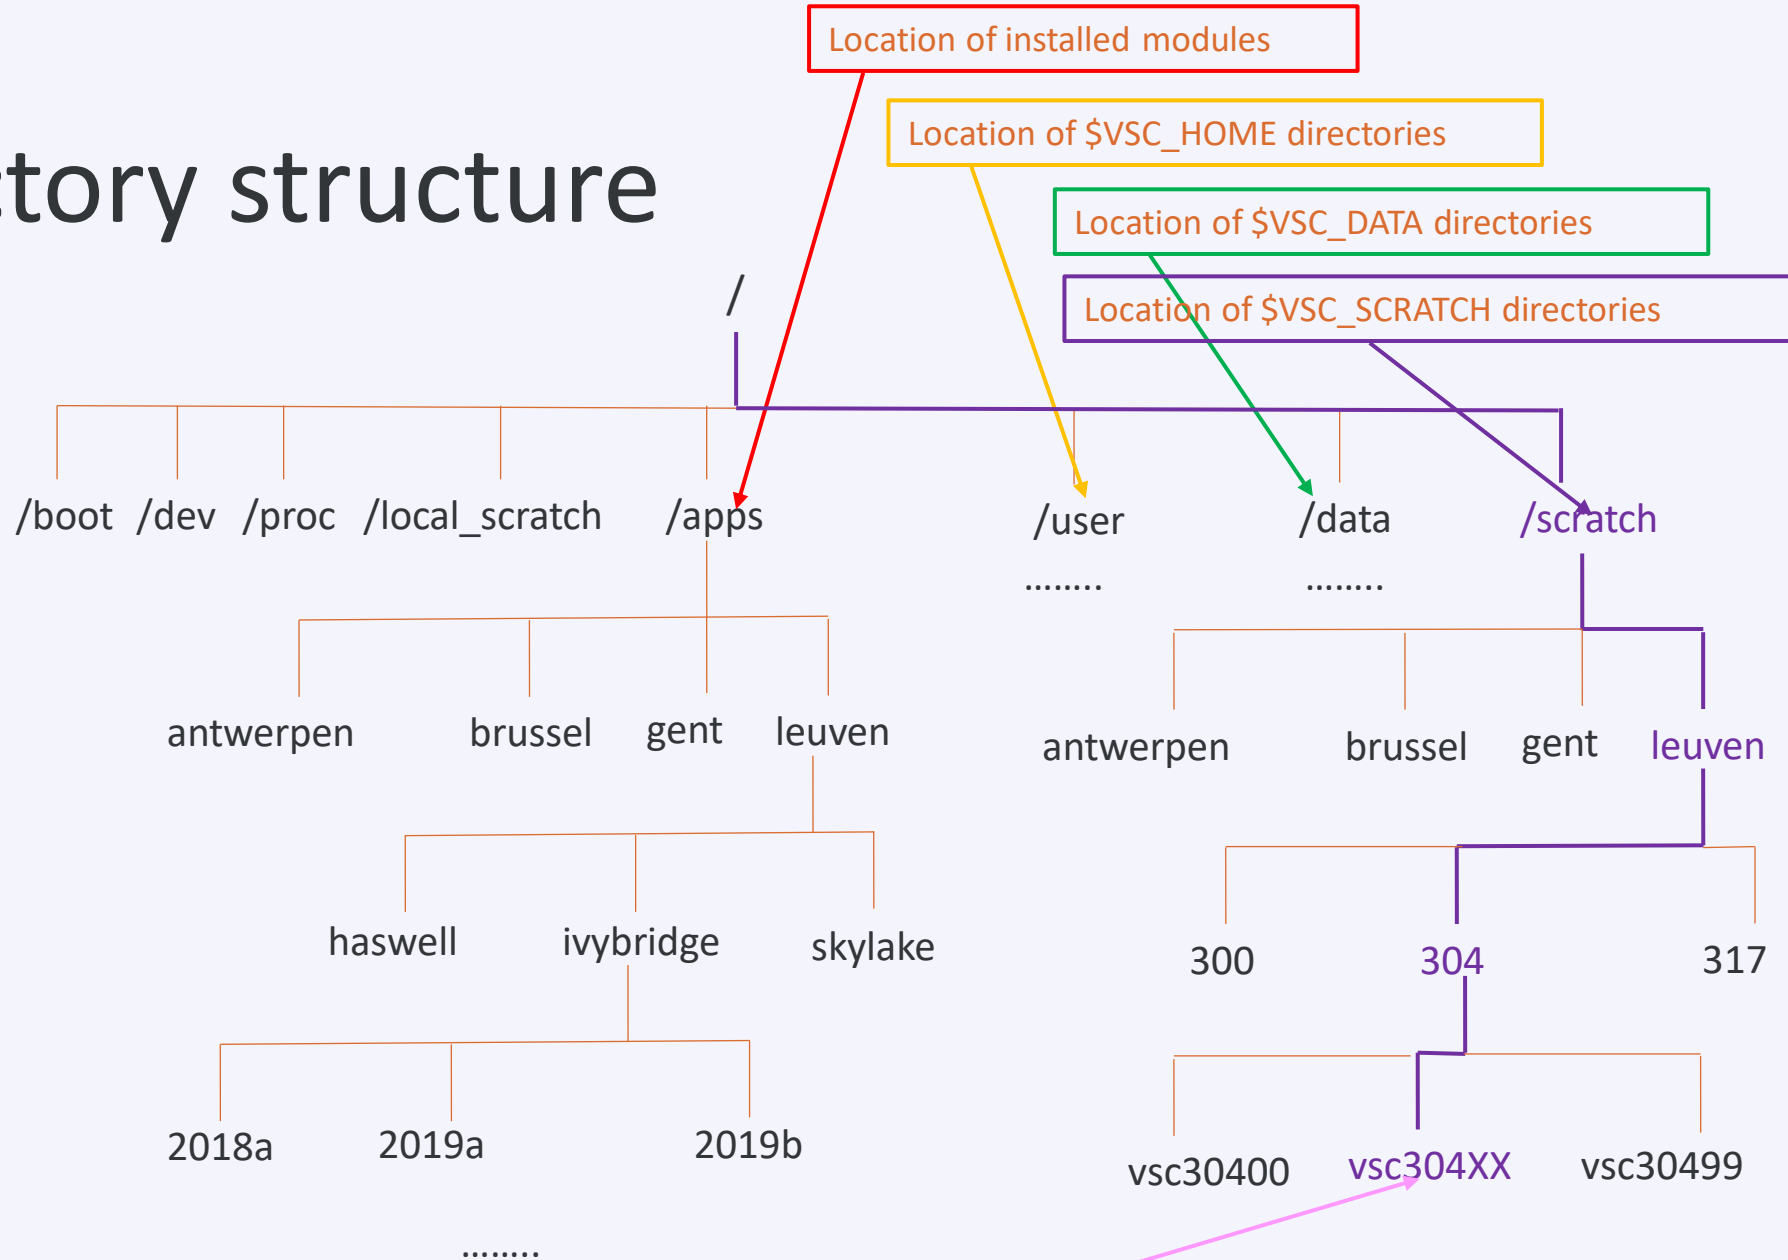 Location of installed modules
Location of $VSC_HOME directories
ctory structure
Location of $VSC_DATA directories
/
Location of $VSC_SCRATCH directories
/boot /dev /proc /local_scratch /apps /user /data /scratch
........ ........
antwerpen brussel gent leuven antwerpen brussel gent leuven
haswell ivybridge skylake 300 304 317
2018a 2019a 2019b vsc30400 vsc304XX vsc30499
........